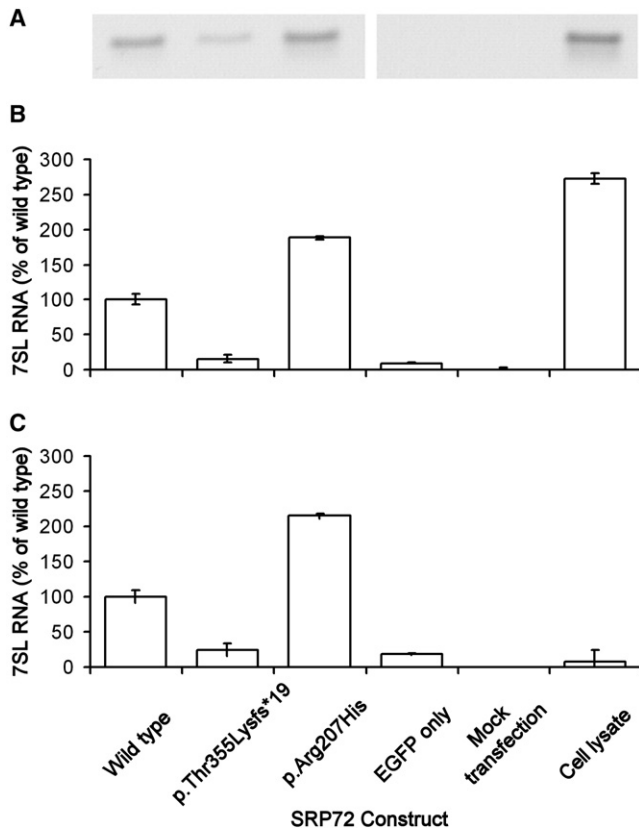 A
B
7SL RNA (% of wild type)
300
250
200
150
100
50
0
C
7SL RNA (% of wild type)
300
250
200
150
100
50
0
Wild type
p.Thr355Lysfs*19
p.Arg207His
EGFP only
Mock
transfection
Cell lysate
SRP72 Construct